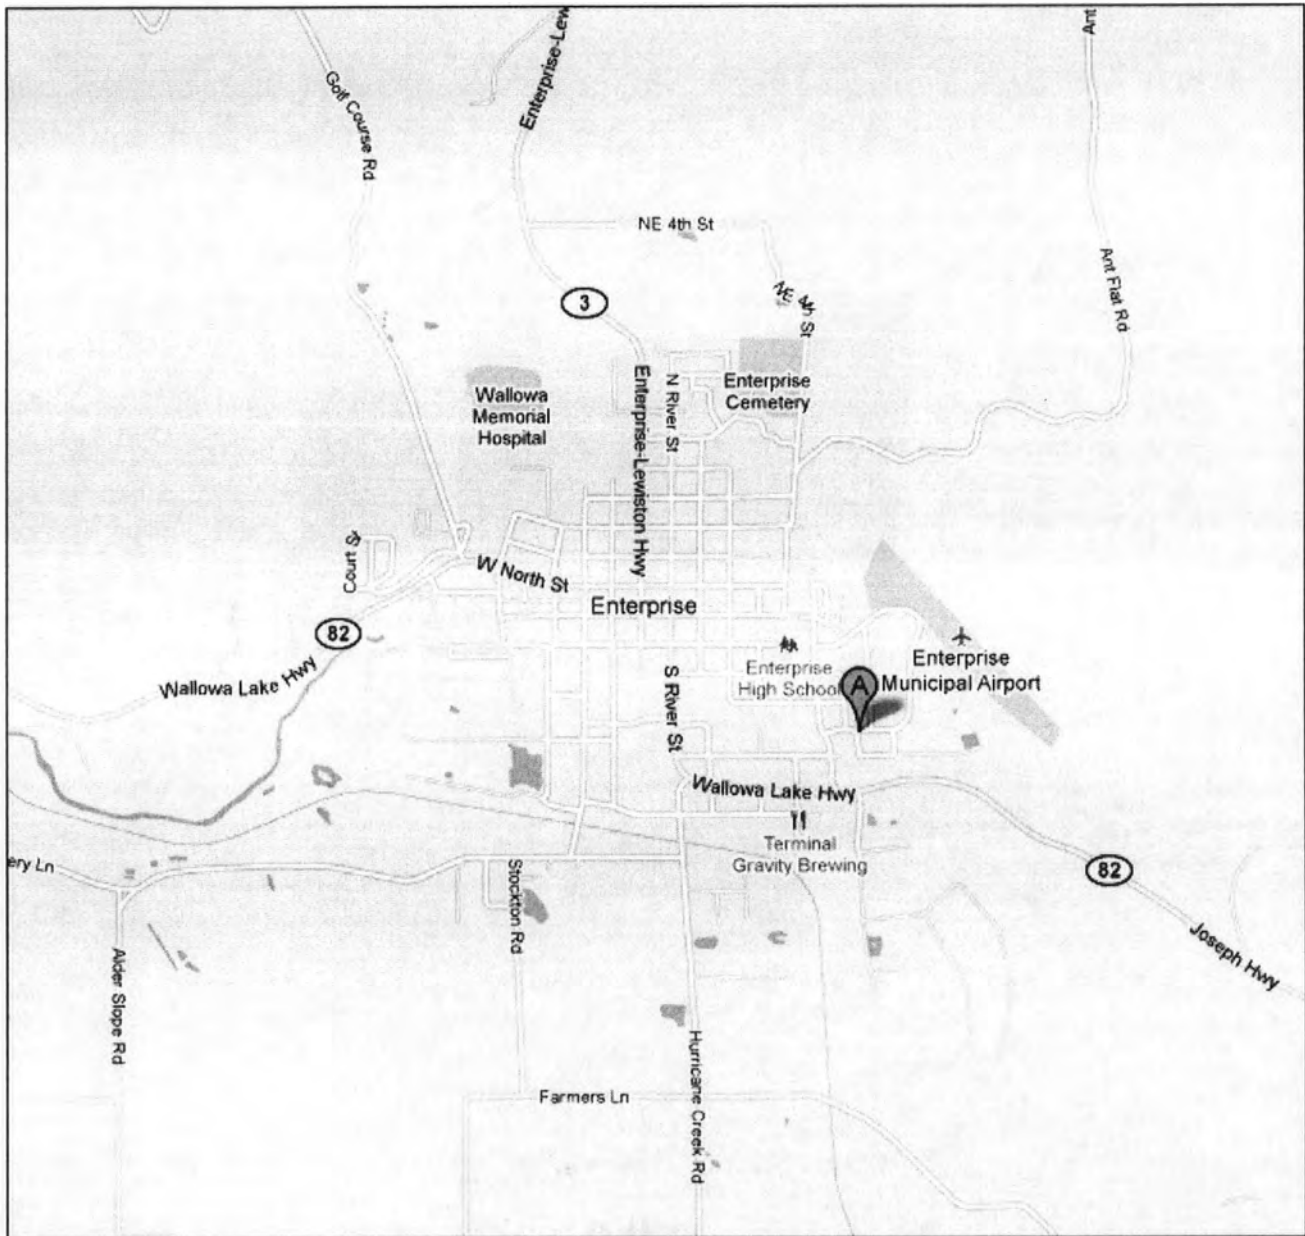 Enterprise-Lew
Ant
Golf Course Rd
NE 4th St
Ant Flat Rd
NE 4th St
3
Wallowa
Memorial
Hospital
Enterprise-Lewiston Hwy
N River St
Enterprise
Cemetery
Court St
W North St
Enterprise
82
Wallowa Lake Hwy
Enterprise
High School
A
Enterprise
Municipal Airport
S River St
Wallowa Lake Hwy
Terminal
Gravity Brewing
ery Ln
82
Stockton Rd
Joseph Hwy
Alder Slope Rd
Hurricane Creek Rd
Farmers Ln